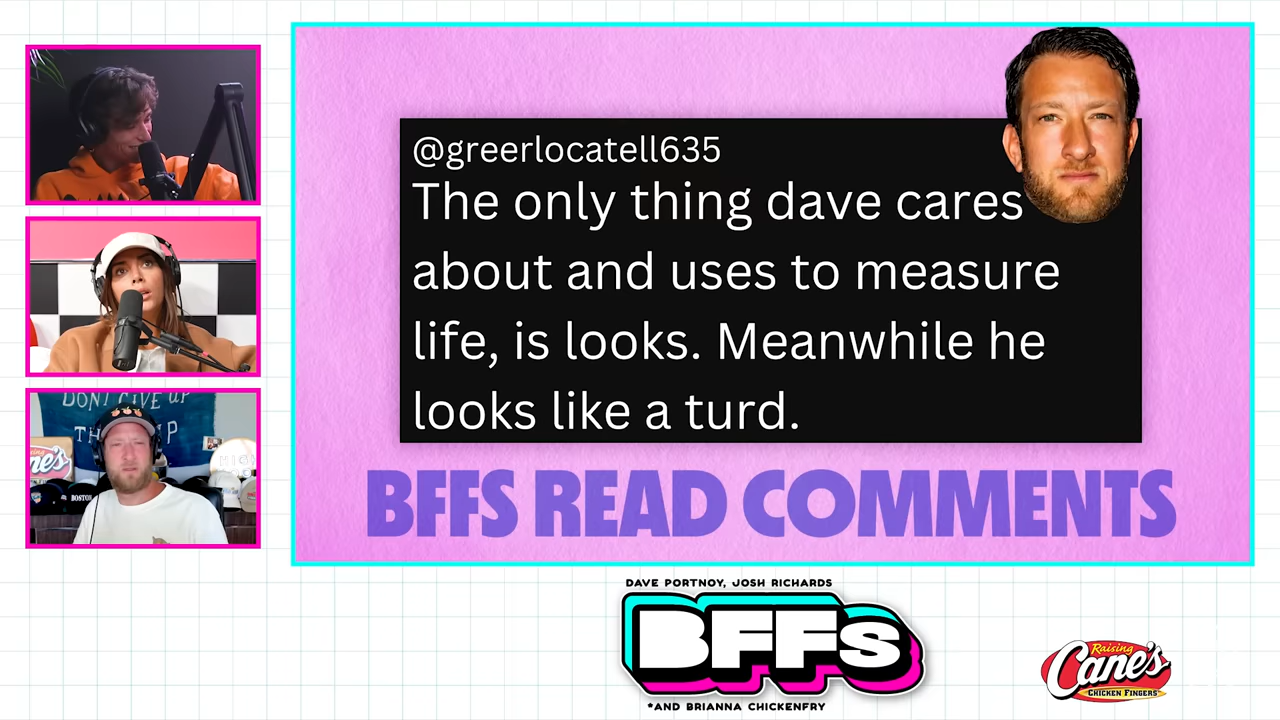 @greerlocatell635
The only thing dave cares
about and uses to measure
life, is looks. Meanwhile he
looks like a turd.
BFFS READ COMMENTS
DON'T GIVE UP
BOSTON
DAVE PORTNOY, JOSH RICHARDS
BFFs
*AND BRIANNA CHICKENFRY
Raising
Cane's
CHICKEN FINGERS